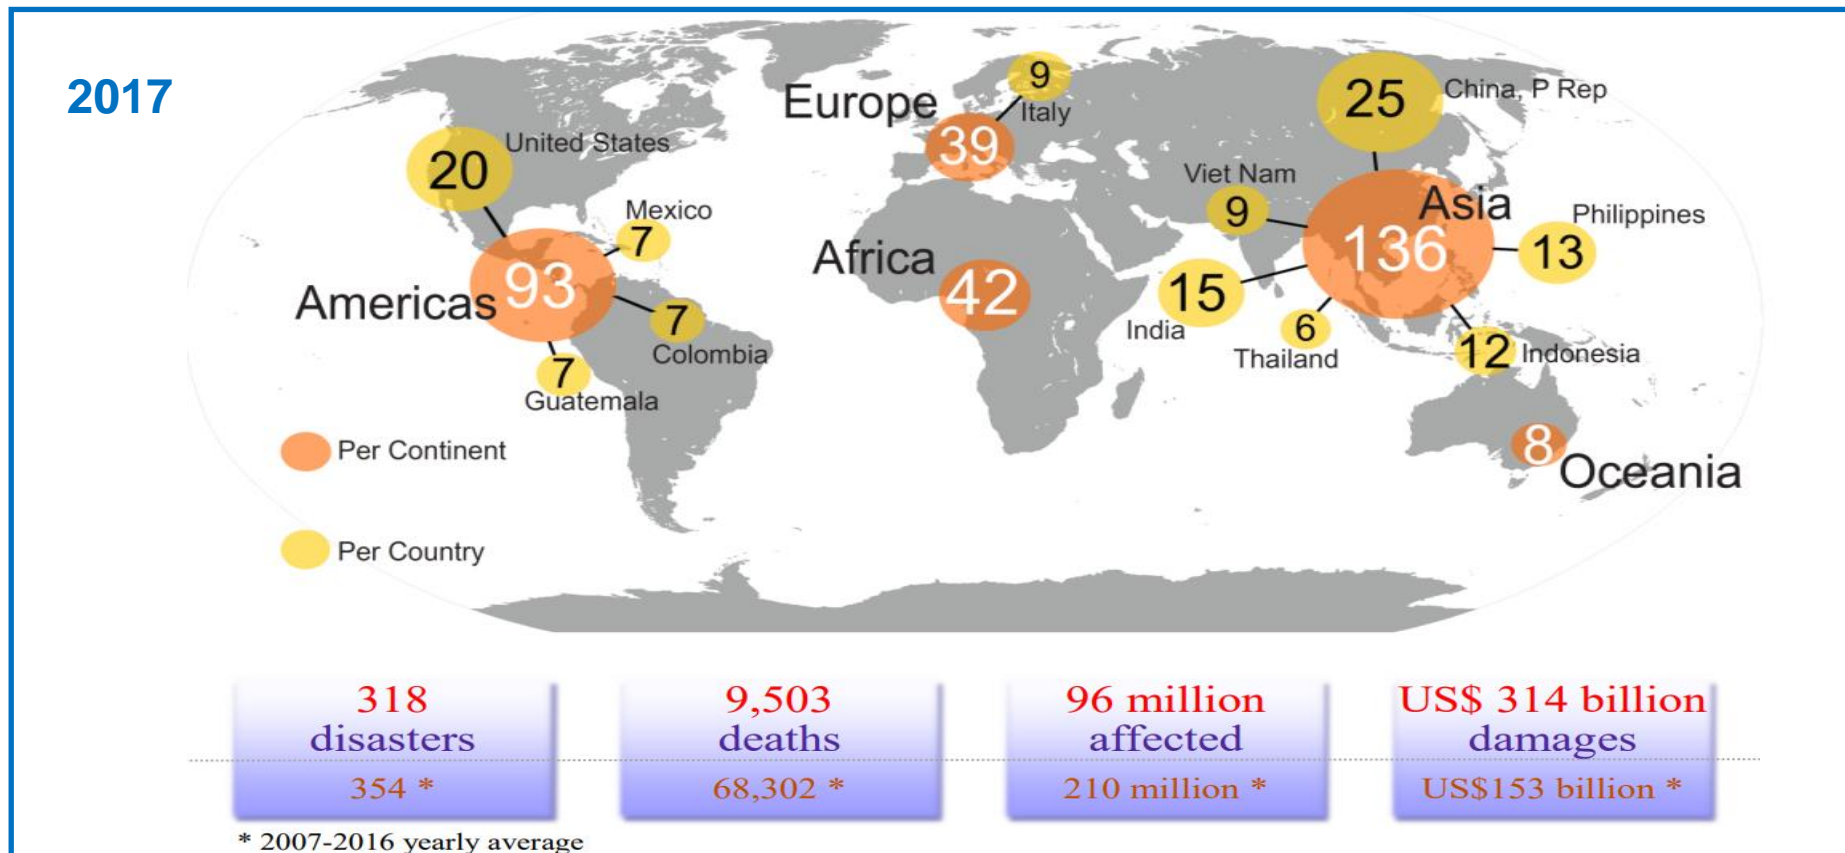 2017
Europe
39
9
Italy
25
China, P Rep
20
United States
Mexico
7
Americas
93
7
Colombia
7
Guatemala
Africa
42
Viet Nam
9
Asia
136
Philippines
13
15
India
6
Thailand
12 Indonesia
8
Oceania
Per Continent
Per Country
318
disasters
354 *
9,503
deaths
68,302 *
96 million
affected
210 million *
US$ 314 billion
damages
US$153 billion *
* 2007-2016 yearly average